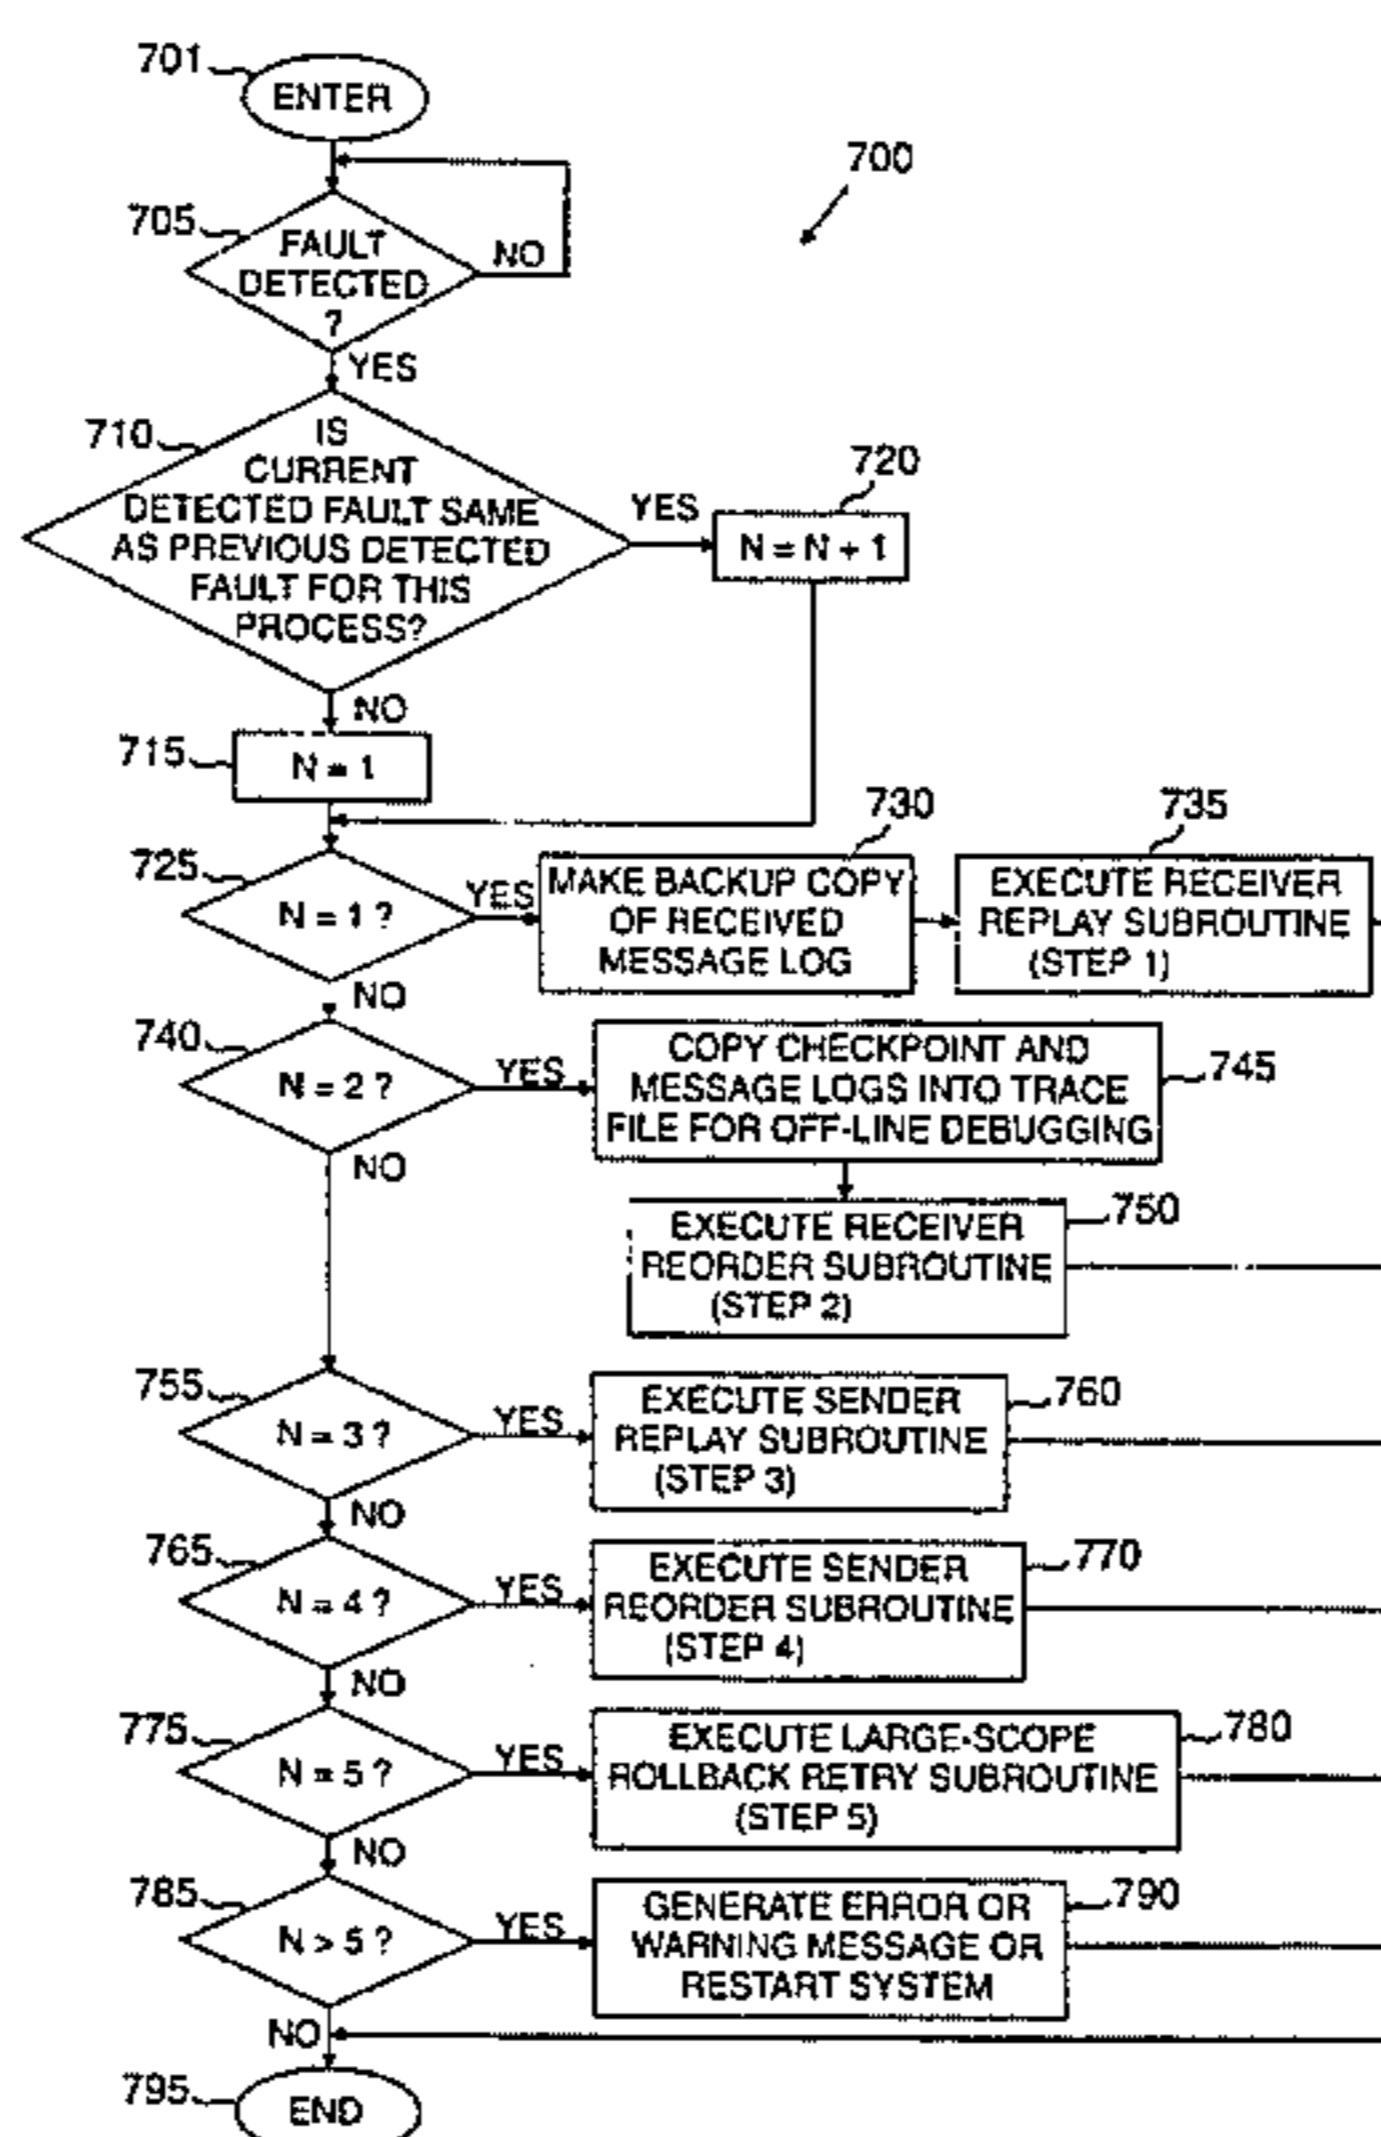 701
ENTER
700
705
FAULT
DETECTED
?
NO
YES
710
IS
CURRENT
DETECTED FAULT SAME
AS PREVIOUS DETECTED
FAULT FOR THIS
PROCESS?
YES
720
N = N + 1
NO
715
N = 1
725
N = 1 ?
YES
730
MAKE BACKUP COPY
OF RECEIVED
MESSAGE LOG
735
EXECUTE RECEIVER
REPLAY SUBROUTINE
(STEP 1)
NO
740
N = 2 ?
YES
COPY CHECKPOINT AND
MESSAGE LOGS INTO TRACE
FILE FOR OFF-LINE DEBUGGING
745
NO
EXECUTE RECEIVER
REORDER SUBROUTINE
(STEP 2)
750
755
N = 3 ?
YES
EXECUTE SENDER
REPLAY SUBROUTINE
(STEP 3)
760
NO
765
N = 4 ?
YES
EXECUTE SENDER
REORDER SUBROUTINE
(STEP 4)
770
NO
775
N = 5 ?
YES
EXECUTE LARGE-SCOPE
ROLLBACK RETRY SUBROUTINE
(STEP 5)
780
NO
785
N > 5 ?
YES
GENERATE ERROR OR
WARNING MESSAGE OR
RESTART SYSTEM
790
NO
795
END